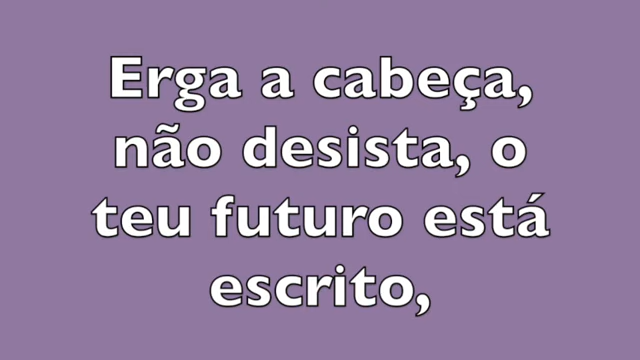 Erga a cabeça,
não desista, o
teu futuro está
escrito,